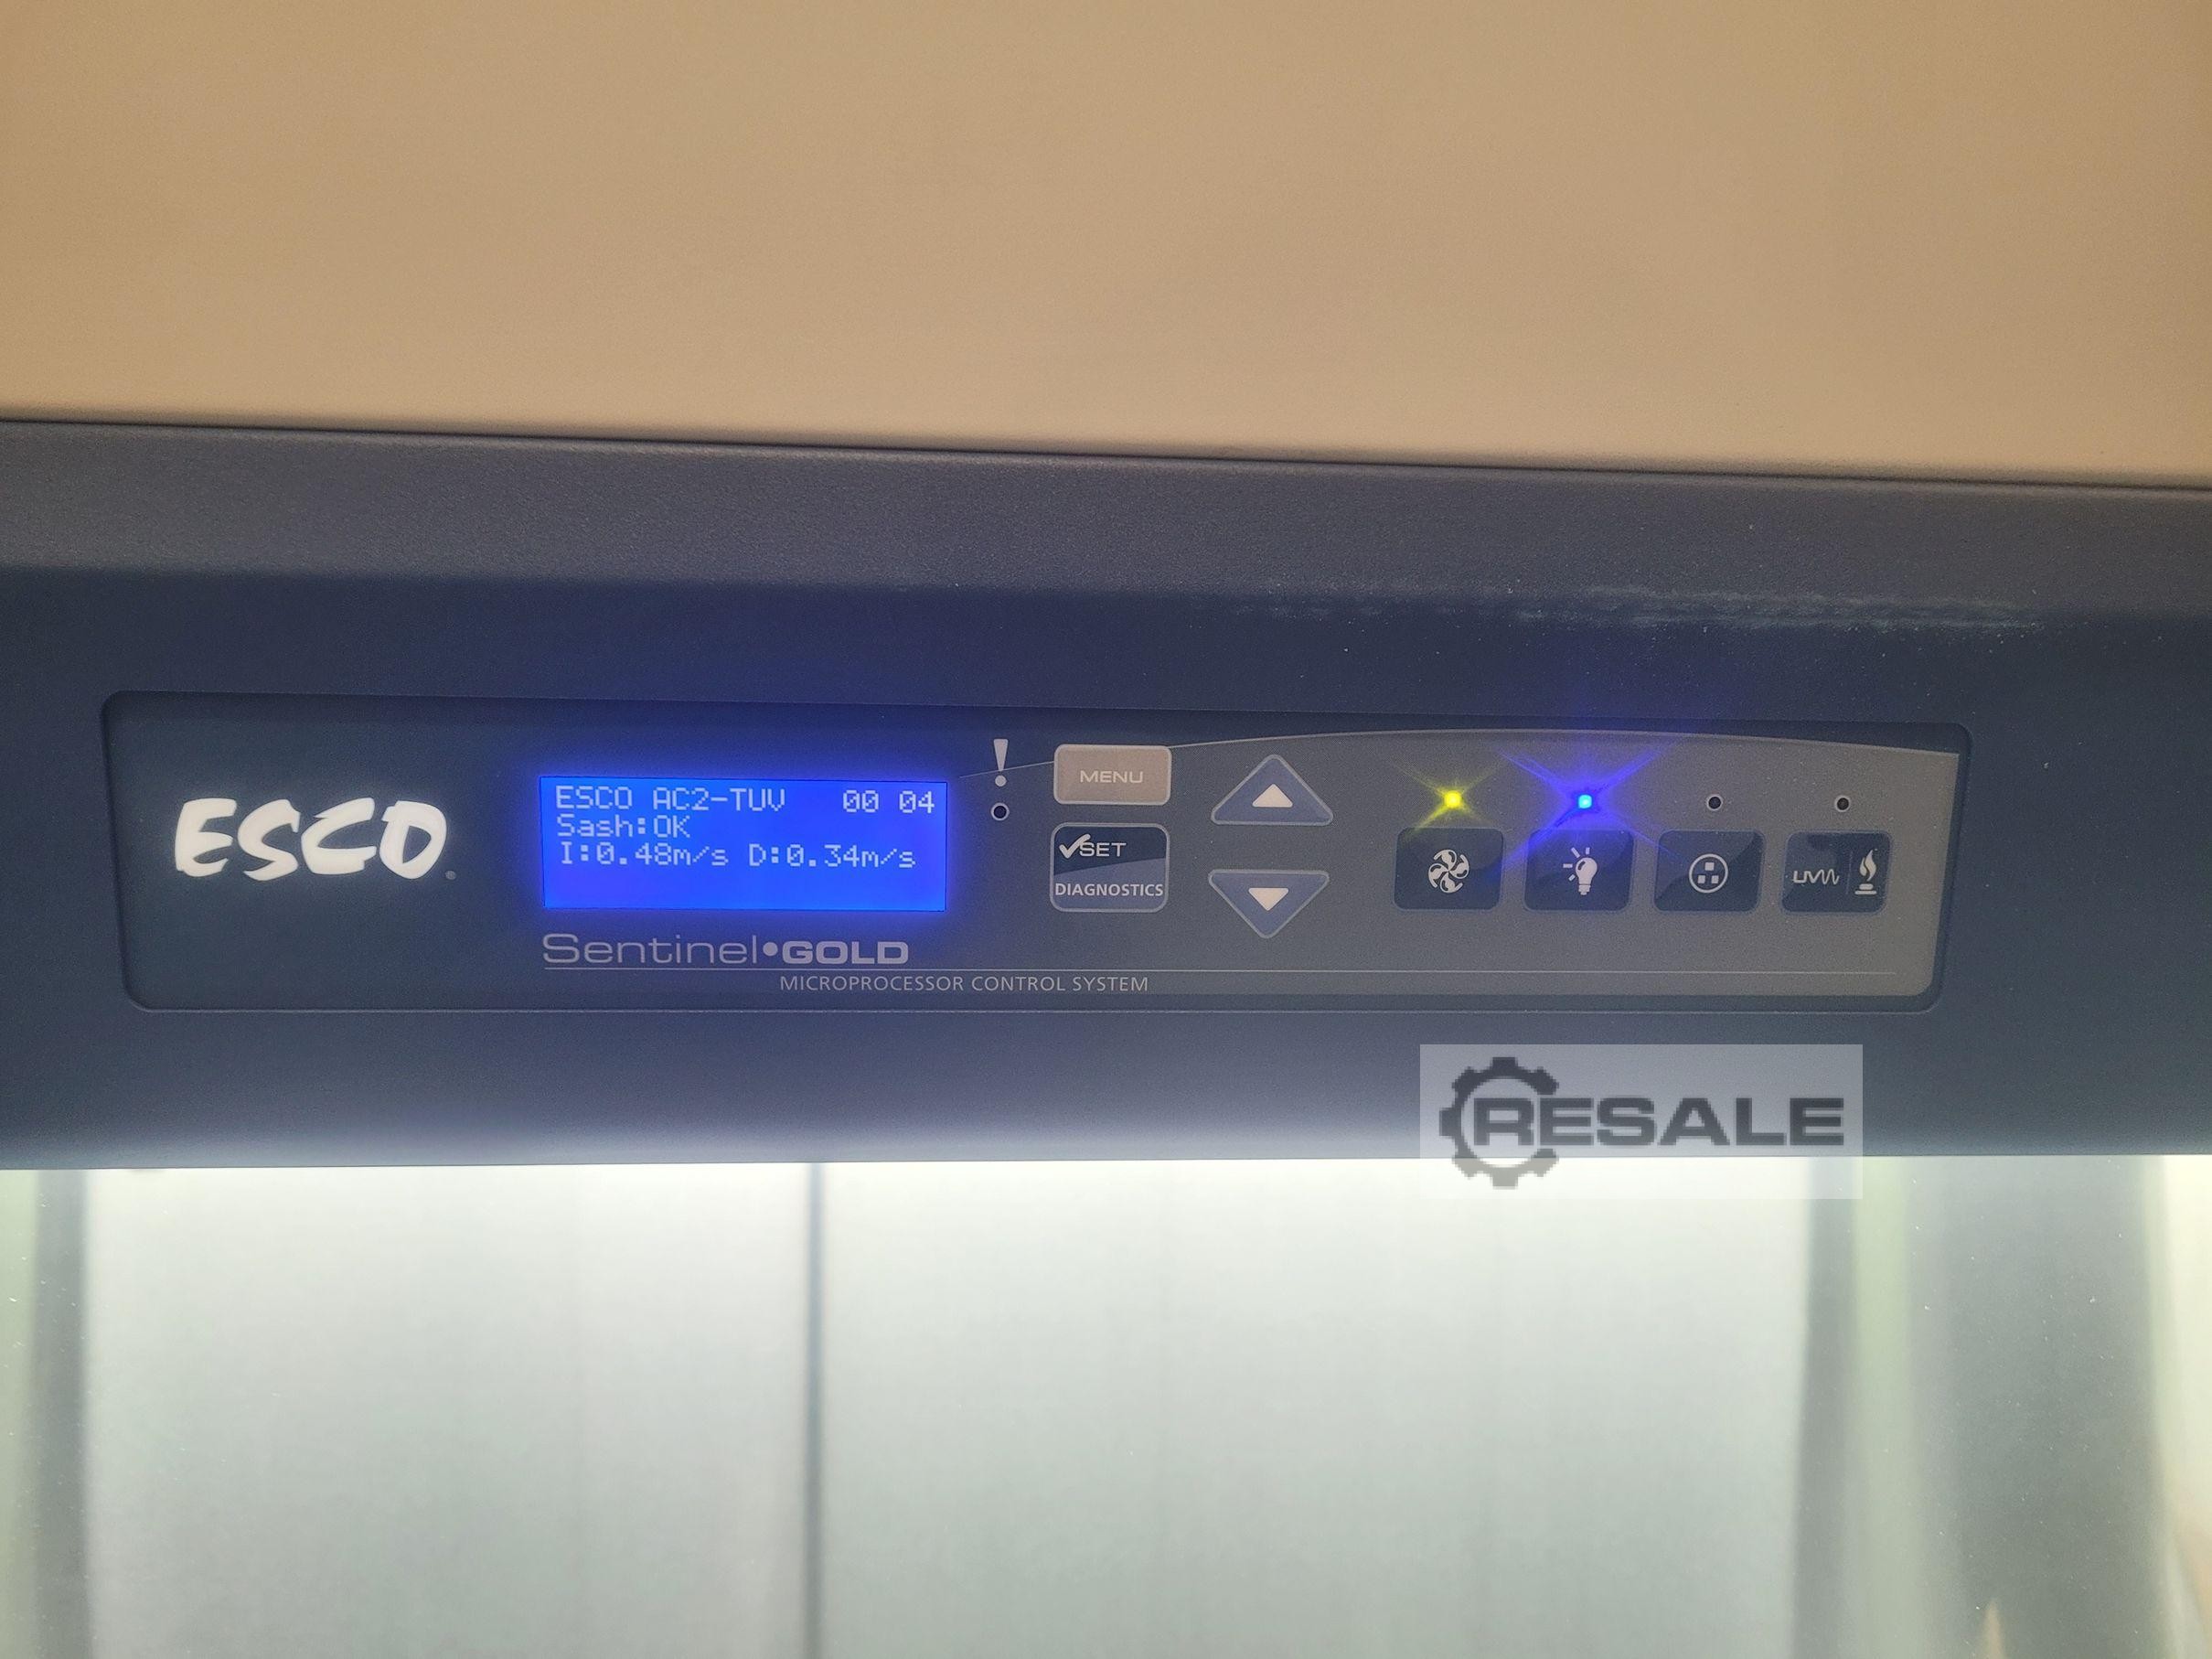 ESCO
ESCO AC2-TUV 00 04
Sash:OK
I:0.48m/s D:0.34m/s
Sentinel•GOLD
MICROPROCESSOR CONTROL SYSTEM
!
MENU
SET
DIAGNOSTICS
UV
RESALE